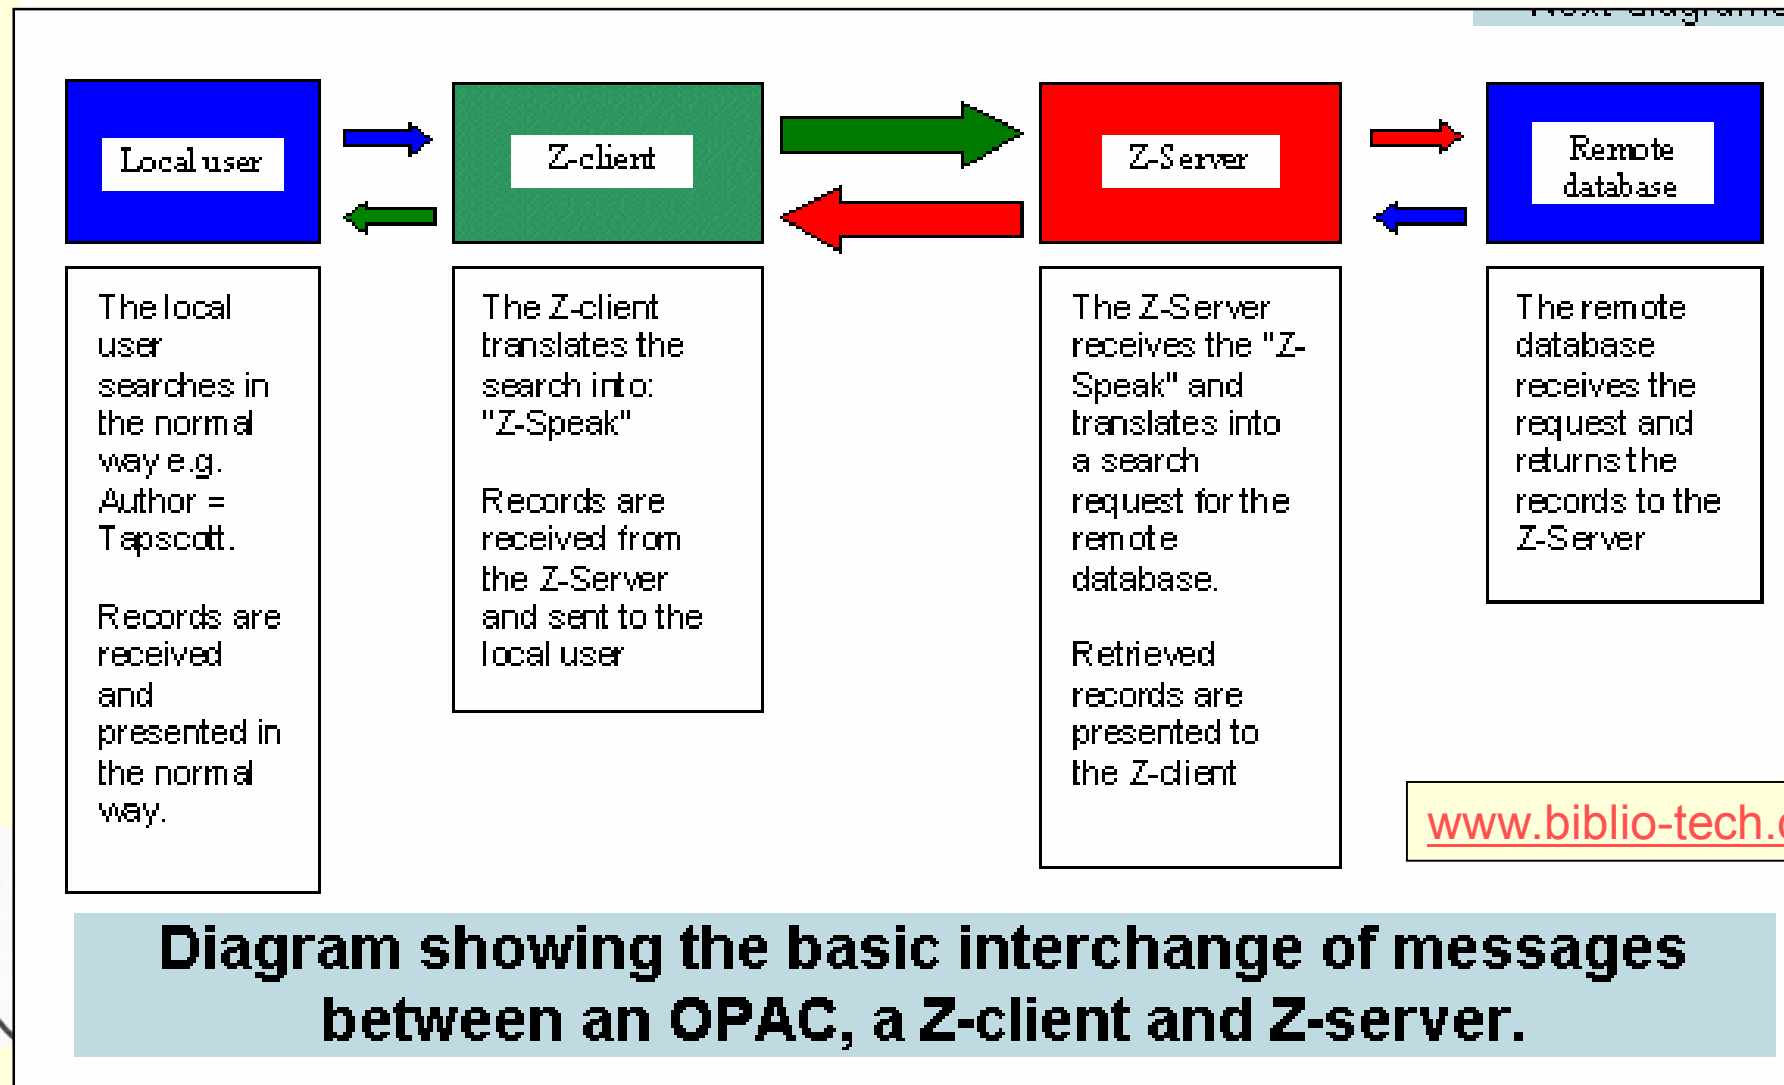 Local user
Z-client
Z-Server
Remote
database
The local
user
searches in
the normal
way e.g.
Author =
Tapscott.
Records are
received
and
presented in
the normal
way.
The Z-client
translates the
search into:
"Z-Speak"
Records are
received from
the Z-Server
and sent to the
local user
The Z-Server
receives the "Z-
Speak" and
translates into
a search
request for the
remote
database.
Retrieved
records are
presented to
the Z-client
The remote
database
receives the
request and
returns the
records to the
Z-Server
www.biblio-tech.
Diagram showing the basic interchange of messages
between an OPAC, a Z-client and Z-server.